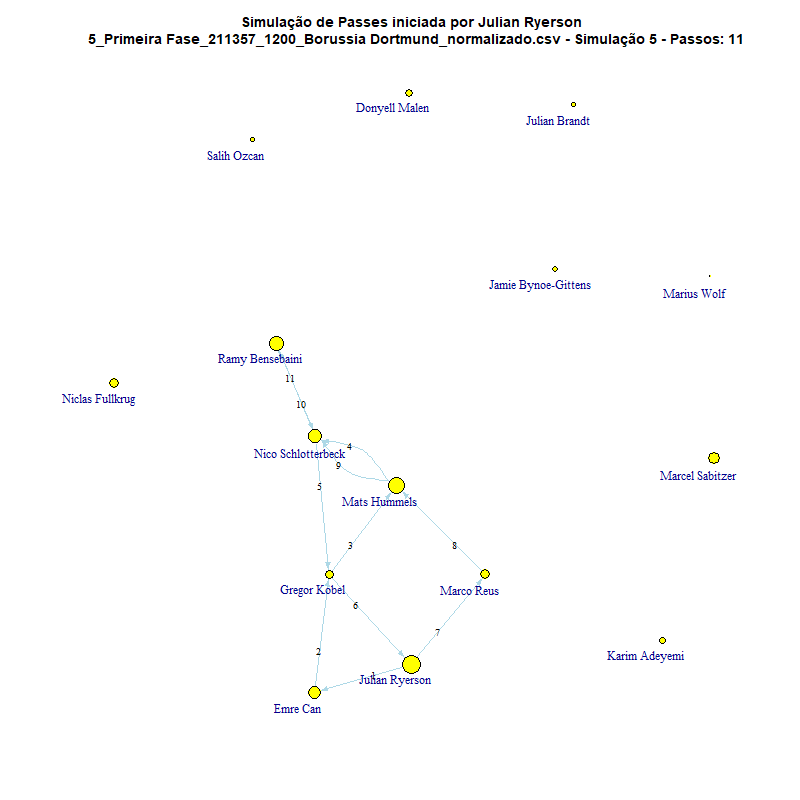 Simulação de Passes iniciada por Julian Ryerson
5_Primeira Fase_211357_1200_Borussia Dortmund_normalizado.csv - Simulação 5 - Passos: 11
Donyell Malen
Julian Brandt
Salih Ozcan
Jamie Bynoe-Gittens
Marius Wolf
Ramy Bensebaini
11
Niclas Fullkrug
10
4
Nico Schlotterbeck
9
Marcel Sabitzer
5
Mats Hummels
3
8
Gregor Kobel
Marco Reus
6
7
2
Karim Adeyemi
1
Julian Ryerson
Emre Can